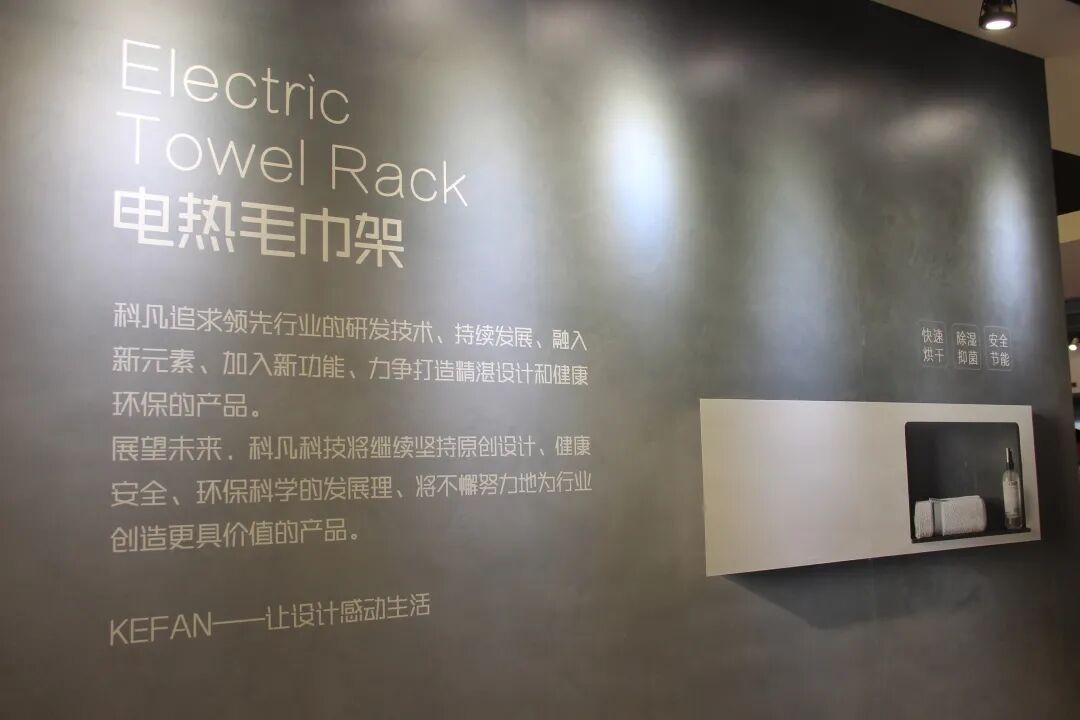 Electric
Towel Rack
电热毛巾架
科凡追求领先行业的研发技术、持续发展、融入
新元素、加入新功能、力争打造精湛设计和健康
环保的产品。
展望未来，科凡科技将继续坚持原创设计、健康
安全、环保科学的发展理、将不懈努力地为行业
创造更具价值的产品。
KEFAN——让设计感动生活
快速
烘干
除湿
抑菌
安全
节能